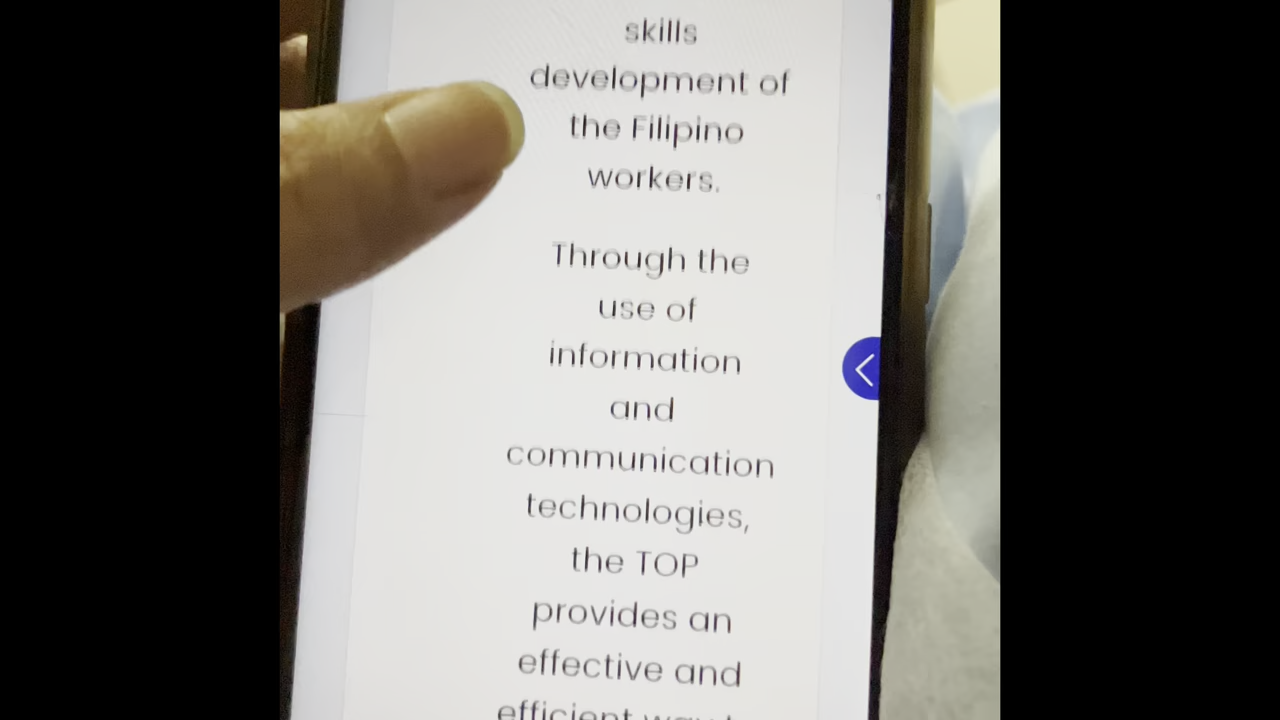 skills
development of
the Filipino
workers.
Through the
use of
information
and
communication
technologies,
the TOP
provides an
effective and
efficient